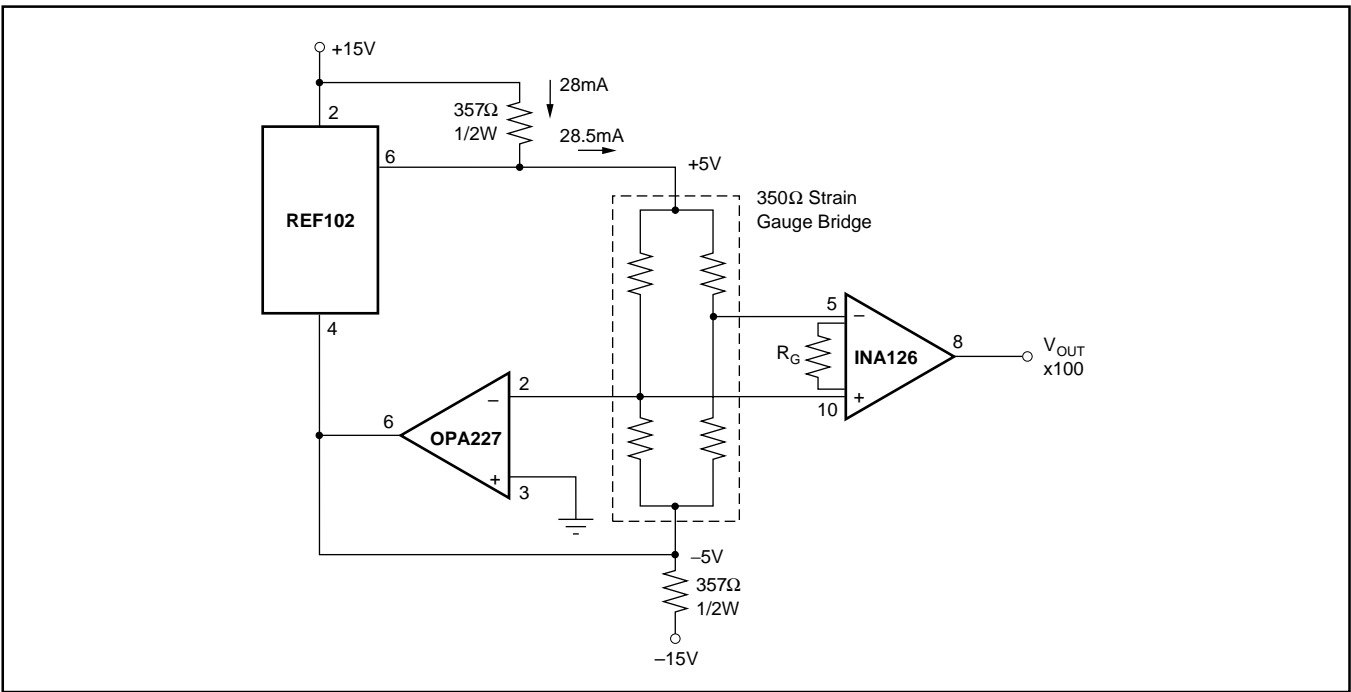 +15V
2
357Ω
1/2W
28mA
28.5mA
6
+5V
REF102
350Ω Strain
Gauge Bridge
4
5
–
R_G
INA126
+
10
8
V_OUT
x100
2
–
6
OPA227
+
3
–5V
357Ω
1/2W
–15V